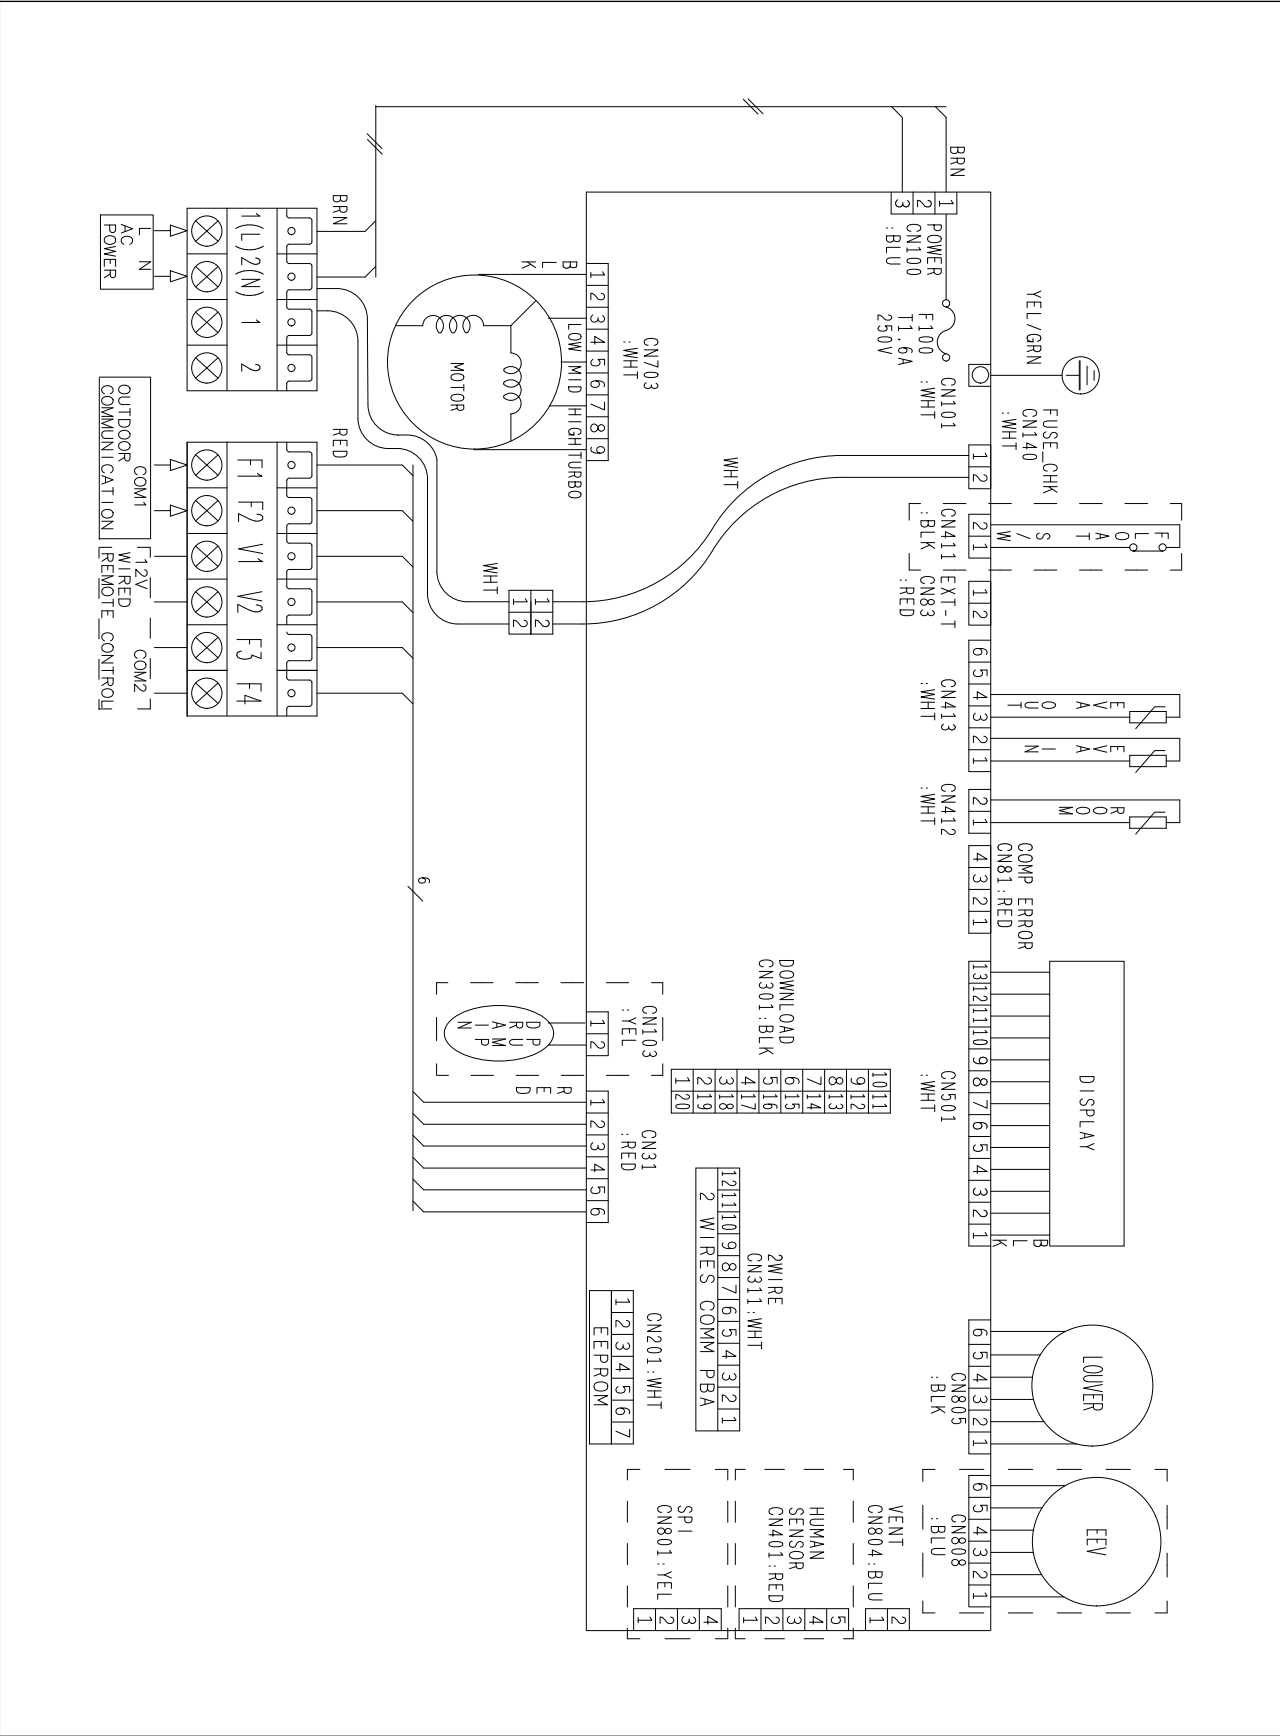 BRN
1
2
3
POWER
CN100
:BLU
F100
T1.6A
250V
YEL/GRN
CN101
:WHT
FUSE_CHK
CN140
:WHT
1 2
WHT
FLOAT S/W
2 1
CN411
:BLK
EXT-T
CN83
:RED
1 2
6 5 4 3 2 1
CN413
:WHT
EVA OUT
EVA IN
2 1
CN412
:WHT
ROOM
COMP ERROR
CN81:RED
4 3 2 1
13 12 11 10 9 8 7 6 5 4 3 2 1
CN501
:WHT
DISPLAY
BLK
LOUVER
6 5 4 3 2 1
CN805
:BLK
EEV
6 5 4 3 2 1
CN808
:BLU
VENT
CN804:BLU
2
1
HUMAN
SENSOR
CN401:RED
5
4
3
2
1
SPI
CN801:YEL
4
3
2
1
DOWNLOAD
CN301:BLK
10 11
9 12
8 13
7 14
6 15
5 16
4 17
3 18
2 19
1 20
2WIRE
CN311:WHT
12 11 10 9 8 7 6 5 4 3 2 1
2 WIRES COMM PBA
CN201:WHT
1 2 3 4 5 6 7
EEPROM
CN703
:WHT
1 2 3 4 5 6 7 8 9
BLK
LOW
MID
HIGH
TURBO
MOTOR
WHT
1 2
1 2
CN103
:YEL
1 2
DRAIN
PUMP
CN31
:RED
1 2 3 4 5 6
RED
6
BRN
1(L) 2(N) 1 2
L N
AC
POWER
RED
F1 F2 V1 V2 F3 F4
COM1
OUTDOOR
COMMUNICATION
12V COM2
WIRED
REMOTE CONTROL